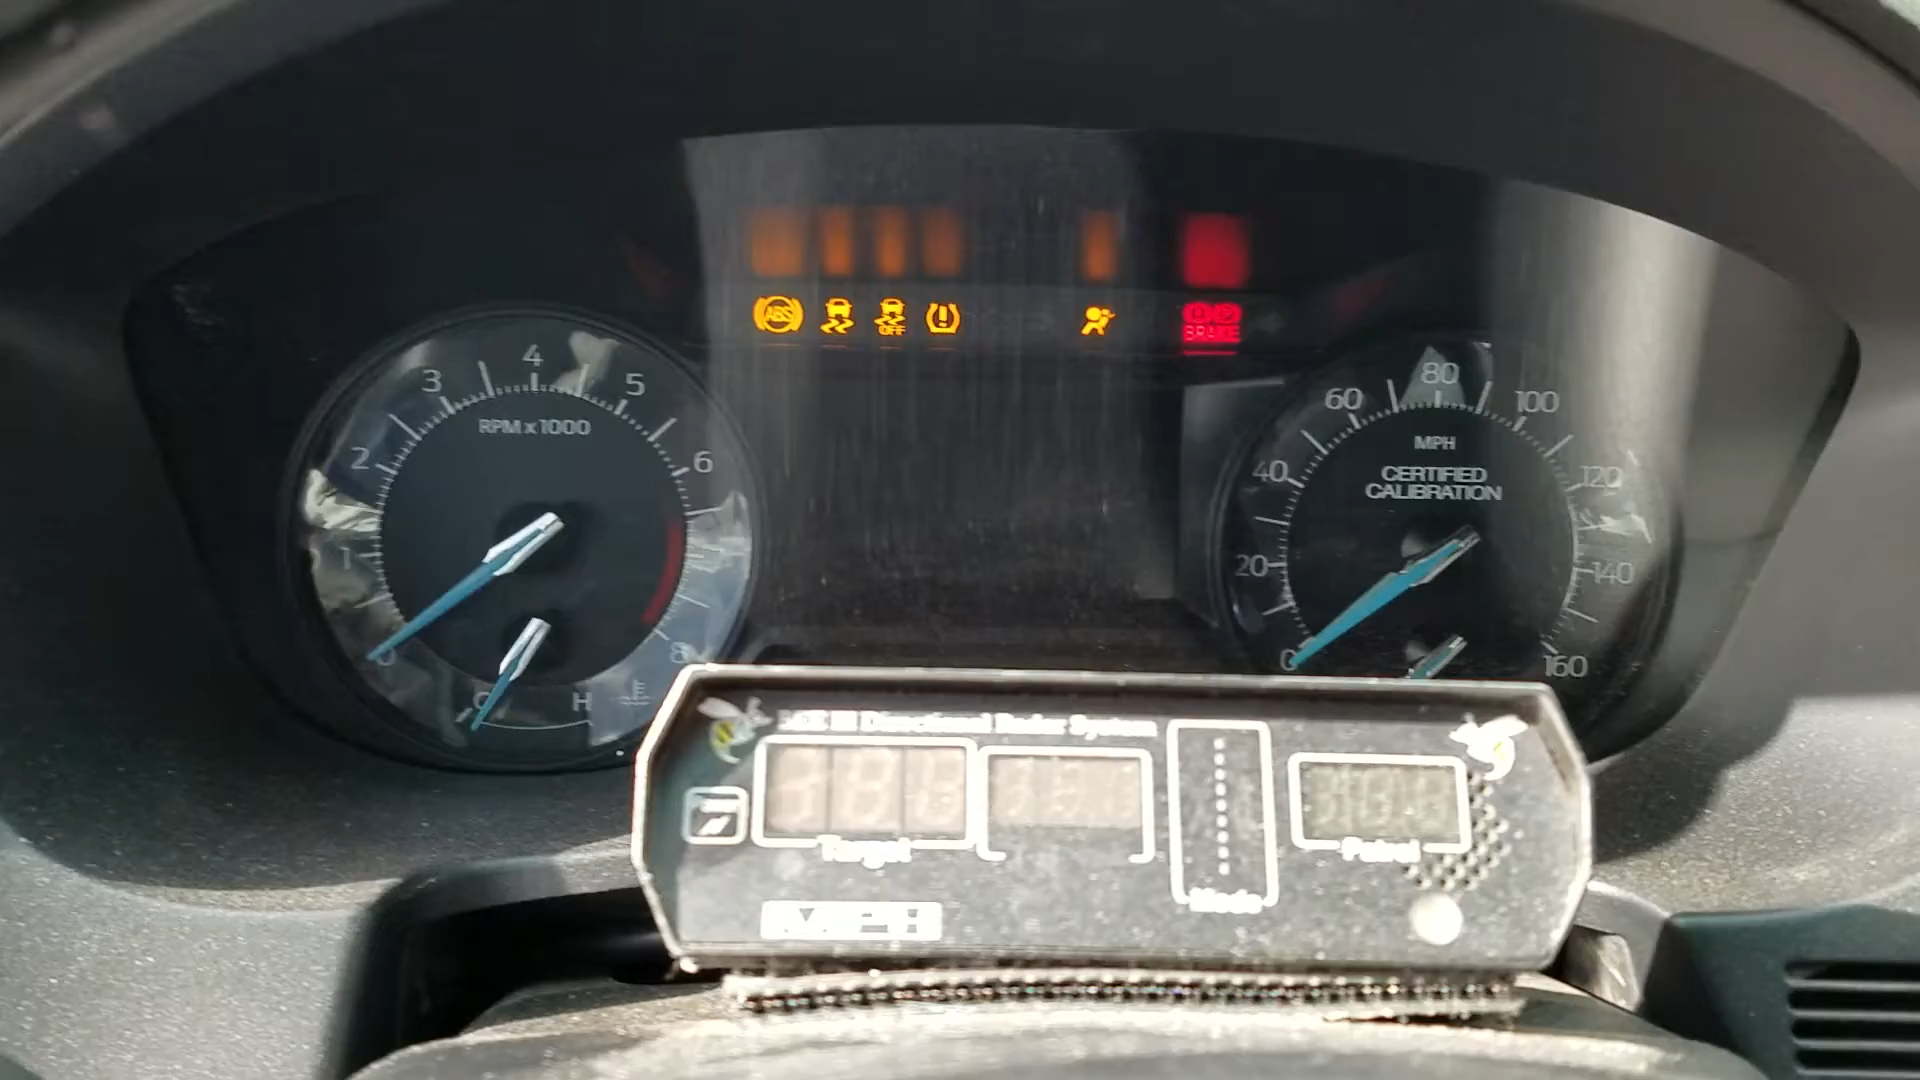 ABS
OFF
BRAKE
RPM x 1000
0
1
2
3
4
5
6
8
H
MPH
CERTIFIED
CALIBRATION
0
20
40
60
80
100
120
140
160
III Directional Radar System
Target
Mode
Patrol
MPH